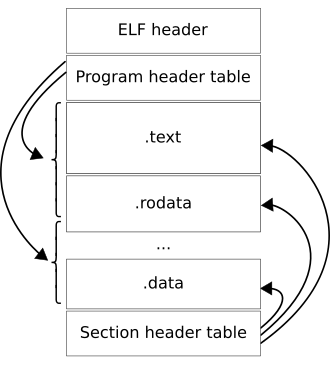 ELF header
Program header table
.text
.rodata
...
.data
Section header table